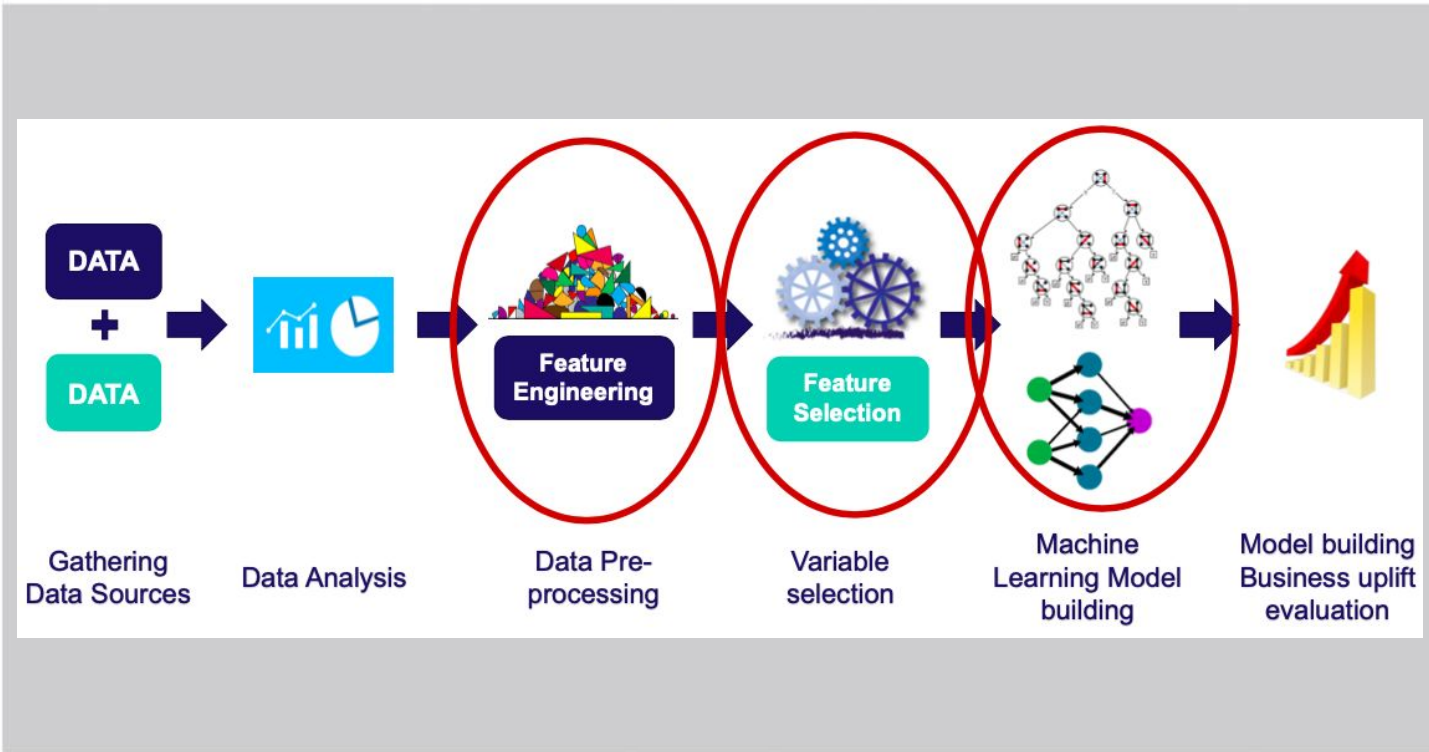 DATA
+
DATA
Feature
Engineering
Feature
Selection
Gathering
Data Sources
Data Analysis
Data Pre-
processing
Variable
selection
Machine
Learning Model
building
Model building
Business uplift
evaluation